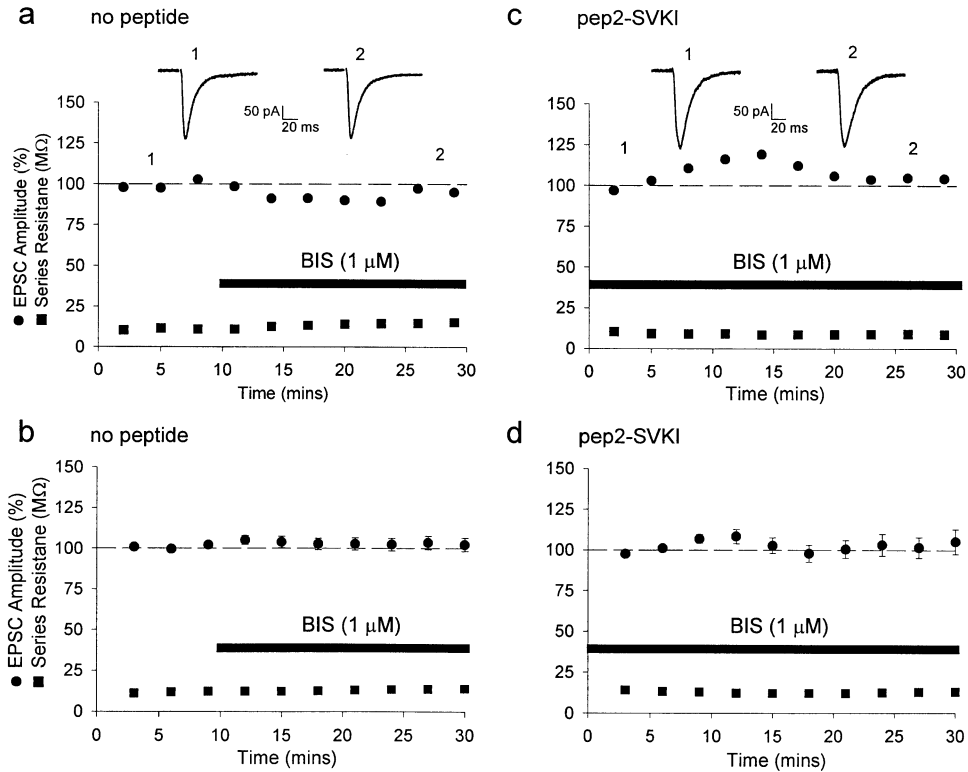 a
no peptide
1
2
50 pA
20 ms
1
2
● EPSC Amplitude (%)
■ Series Resistane (MΩ)
150
125
100
75
50
25
0
BIS (1 μM)
0
5
10
15
20
25
30
Time (mins)
c
pep2-SVKI
1
2
50 pA
20 ms
1
2
150
125
100
75
50
25
0
BIS (1 μM)
0
5
10
15
20
25
30
Time (mins)
b
no peptide
● EPSC Amplitude (%)
■ Series Resistane (MΩ)
150
125
100
75
50
25
0
BIS (1 μM)
0
5
10
15
20
25
30
Time (mins)
d
pep2-SVKI
150
125
100
75
50
25
0
BIS (1 μM)
0
5
10
15
20
25
30
Time (mins)